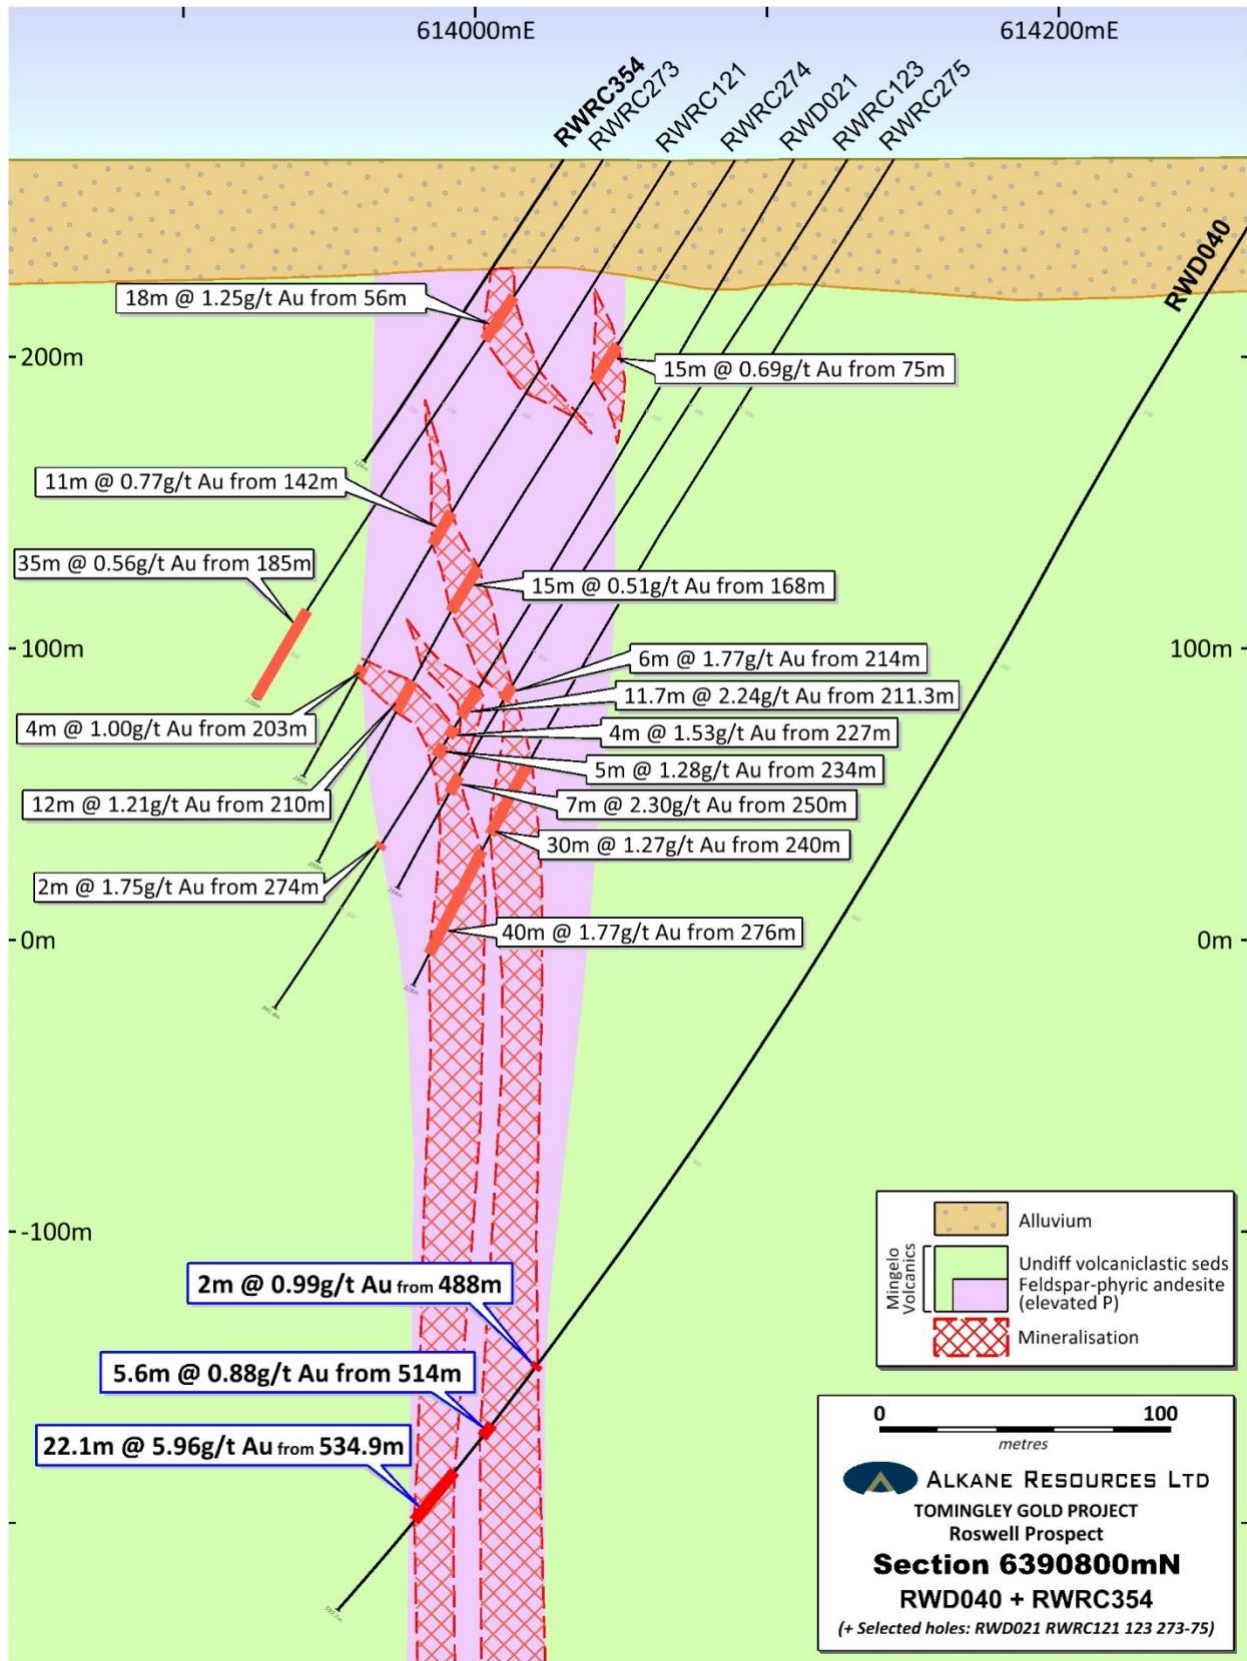 614000mE
614200mE
RWRC354
RWRC273
RWRC121
RWRC274
RWD021
RWRC123
RWRC275
RWD040
18m @ 1.25g/t Au from 56m
200m
15m @ 0.69g/t Au from 75m
11m @ 0.77g/t Au from 142m
35m @ 0.56g/t Au from 185m
15m @ 0.51g/t Au from 168m
100m
100m
6m @ 1.77g/t Au from 214m
11.7m @ 2.24g/t Au from 211.3m
4m @ 1.00g/t Au from 203m
4m @ 1.53g/t Au from 227m
5m @ 1.28g/t Au from 234m
12m @ 1.21g/t Au from 210m
7m @ 2.30g/t Au from 250m
30m @ 1.27g/t Au from 240m
2m @ 1.75g/t Au from 274m
40m @ 1.77g/t Au from 276m
0m
0m
-100m
2m @ 0.99g/t Au from 488m
5.6m @ 0.88g/t Au from 514m
22.1m @ 5.96g/t Au from 534.9m
Alluvium
Mingelo
Volcanics
Undiff volcaniclastic seds
Feldspar-phyric andesite
(elevated P)
Mineralisation
0
100
metres
ALKANE RESOURCES LTD
TOMINGLEY GOLD PROJECT
Roswell Prospect
Section 6390800mN
RWD040 + RWRC354
(+ Selected holes: RWD021 RWRC121 123 273-75)